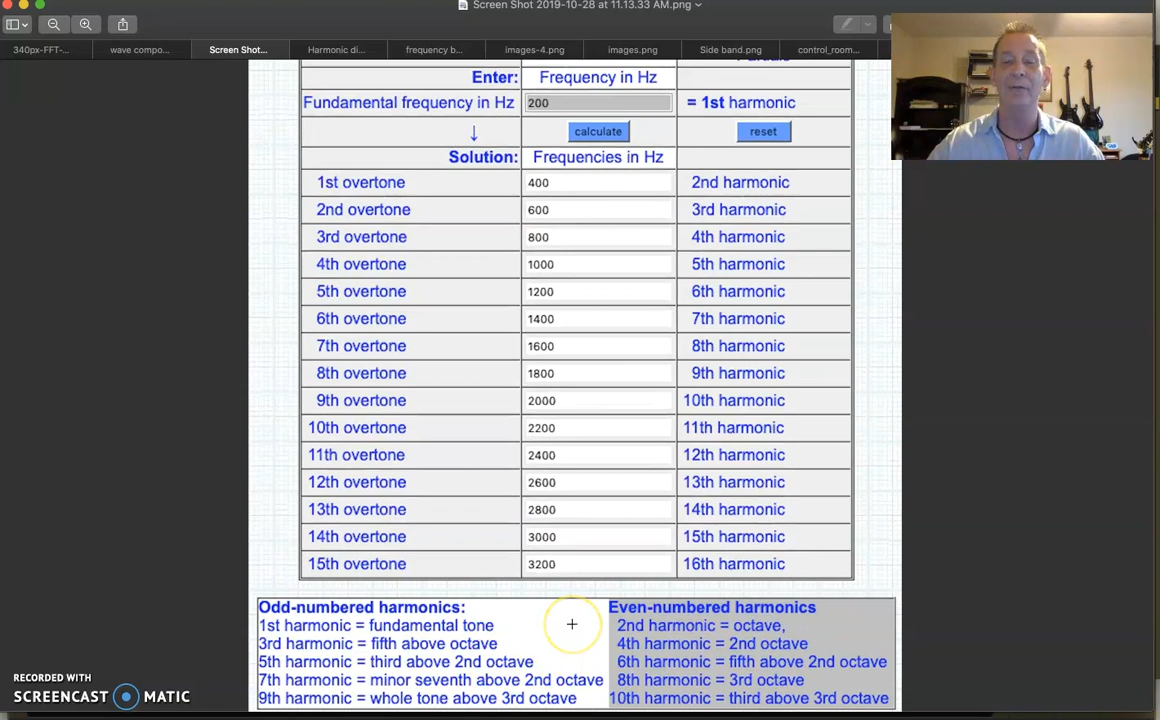 Screen Shot 2019-10-28 at 11.13.33 AM.png
340px-FFT-... wave compo... Screen Shot... Harmonic di... frequency b... images-4.png images.png Side band.png control_room...
Enter: Frequency in Hz
Fundamental frequency in Hz 200 = 1st harmonic
↓ calculate reset
Solution: Frequencies in Hz
1st overtone 400 2nd harmonic
2nd overtone 600 3rd harmonic
3rd overtone 800 4th harmonic
4th overtone 1000 5th harmonic
5th overtone 1200 6th harmonic
6th overtone 1400 7th harmonic
7th overtone 1600 8th harmonic
8th overtone 1800 9th harmonic
9th overtone 2000 10th harmonic
10th overtone 2200 11th harmonic
11th overtone 2400 12th harmonic
12th overtone 2600 13th harmonic
13th overtone 2800 14th harmonic
14th overtone 3000 15th harmonic
15th overtone 3200 16th harmonic
Odd-numbered harmonics:
1st harmonic = fundamental tone
3rd harmonic = fifth above octave
5th harmonic = third above 2nd octave
7th harmonic = minor seventh above 2nd octave
9th harmonic = whole tone above 3rd octave
Even-numbered harmonics
2nd harmonic = octave,
4th harmonic = 2nd octave
6th harmonic = fifth above 2nd octave
8th harmonic = 3rd octave
10th harmonic = third above 3rd octave
RECORDED WITH
SCREENCAST MATIC